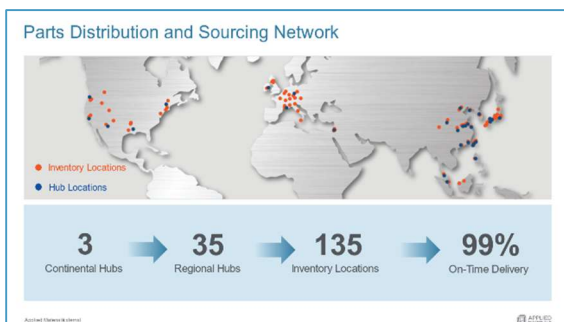 Parts Distribution and Sourcing Network
Inventory Locations
Hub Locations
3
Continental Hubs
35
Regional Hubs
135
Inventory Locations
99%
On-Time Delivery
APPLIED